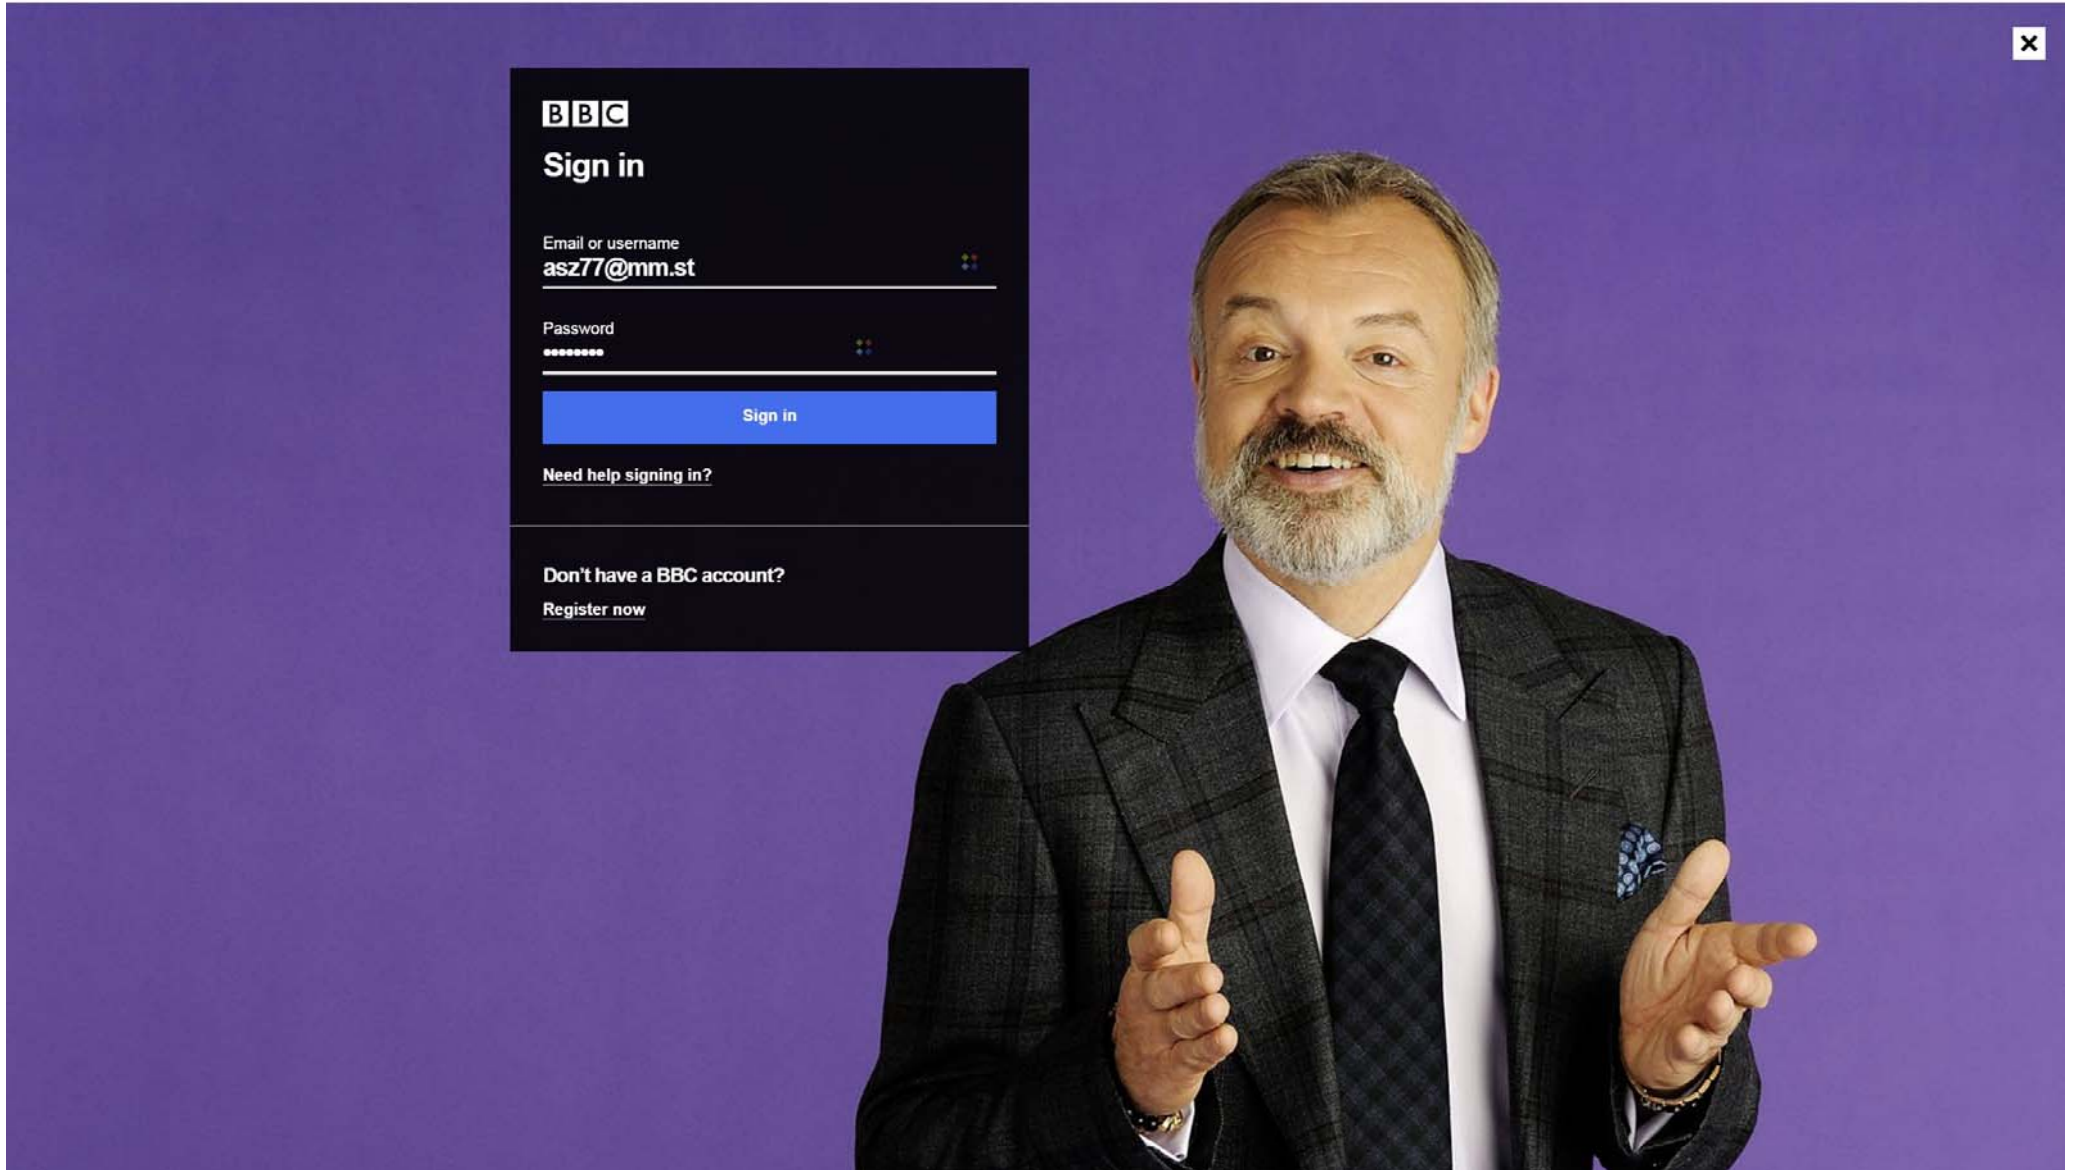 BBC
Sign in
Email or username
asz77@mm.st
Password
••••••••
Sign in
Need help signing in?
Don't have a BBC account?
Register now